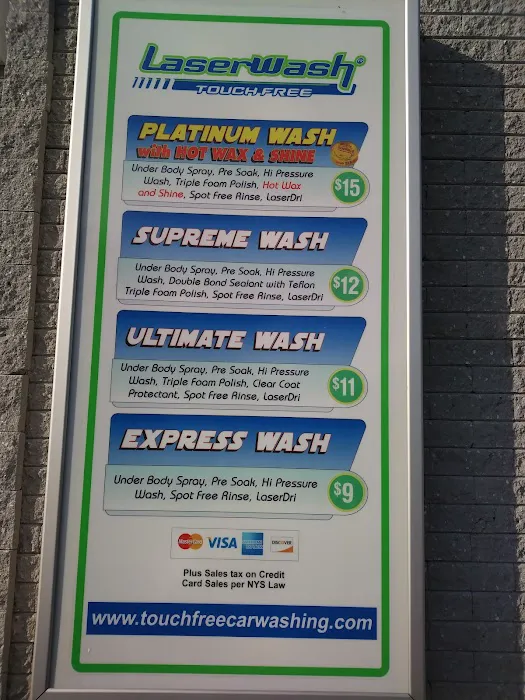 LaserWash®
TOUCHFREE
PLATINUM WASH
with HOT WAX & SHINE
Under Body Spray, Pre Soak, Hi Pressure
Wash, Triple Foam Polish, Hot Wax
and Shine, Spot Free Rinse, LaserDri
$15
SUPREME WASH
Under Body Spray, Pre Soak, Hi Pressure
Wash, Double Bond Sealant with Teflon
Triple Foam Polish, Spot Free Rinse, LaserDri
$12
ULTIMATE WASH
Under Body Spray, Pre Soak, Hi Pressure
Wash, Triple Foam Polish, Clear Coat
Protectant, Spot Free Rinse, LaserDri
$11
EXPRESS WASH
Under Body Spray, Pre Soak, Hi Pressure
Wash, Spot Free Rinse, LaserDri
$9
MasterCard VISA AMERICAN EXPRESS DISCOVER
Plus Sales tax on Credit
Card Sales per NYS Law
www.touchfreecarwashing.com